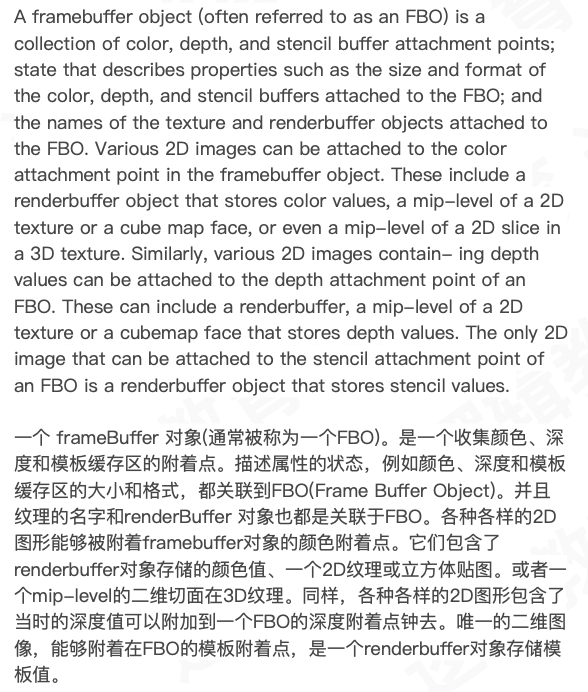 A framebuffer object (often referred to as an FBO) is a
collection of color, depth, and stencil buffer attachment points;
state that describes properties such as the size and format of
the color, depth, and stencil buffers attached to the FBO; and
the names of the texture and renderbuffer objects attached to
the FBO. Various 2D images can be attached to the color
attachment point in the framebuffer object. These include a
renderbuffer object that stores color values, a mip-level of a 2D
texture or a cube map face, or even a mip-level of a 2D slice in
a 3D texture. Similarly, various 2D images contain- ing depth
values can be attached to the depth attachment point of an
FBO. These can include a renderbuffer, a mip-level of a 2D
texture or a cubemap face that stores depth values. The only 2D
image that can be attached to the stencil attachment point of
an FBO is a renderbuffer object that stores stencil values.
一个 frameBuffer 对象(通常被称为一个FBO)。是一个收集颜色、深
度和模板缓存区的附着点。描述属性的状态，例如颜色、深度和模板
缓存区的大小和格式，都关联到FBO(Frame Buffer Object)。并且
纹理的名字和renderBuffer 对象也都是关联于FBO。各种各样的2D
图形能够被附着framebuffer对象的颜色附着点。它们包含了
renderbuffer对象存储的颜色值、一个2D纹理或立方体贴图。或者一
个mip-level的二维切面在3D纹理。同样，各种各样的2D图形包含了
当时的深度值可以附加到一个FBO的深度附着点钟去。唯一的二维图
像，能够附着在FBO的模板附着点，是一个renderbuffer对象存储模
板值。